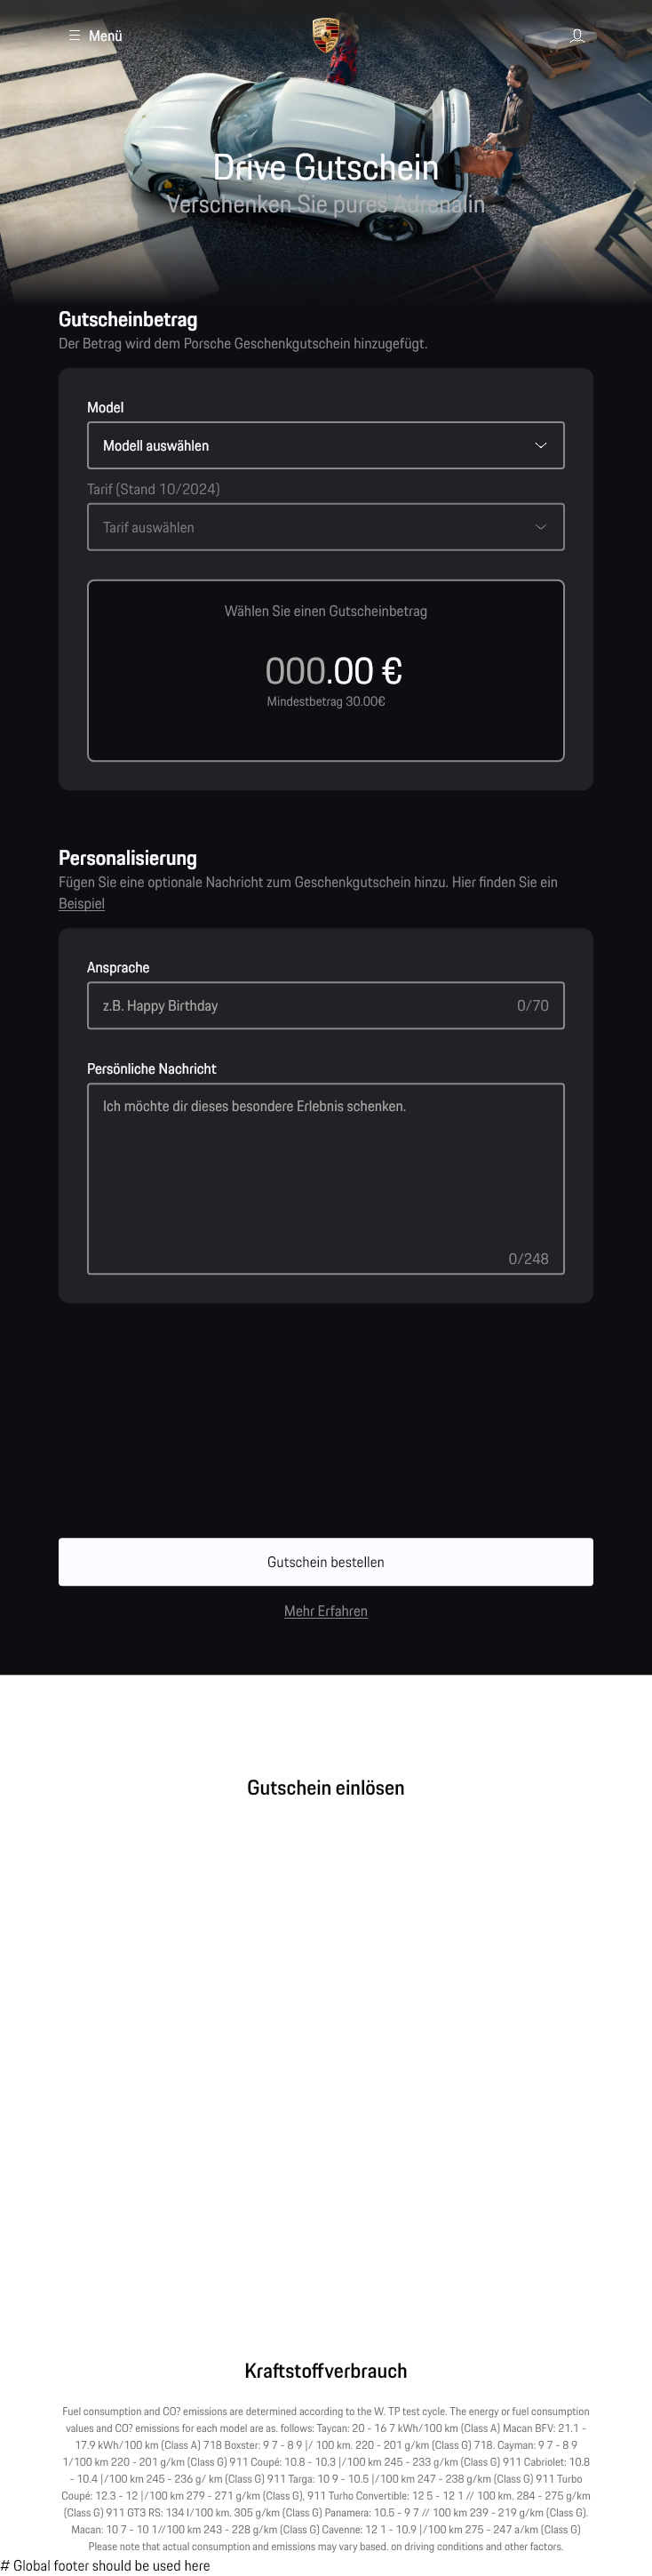 Menü
Drive Gutschein
Verschenken Sie pures Adrenalin
Gutscheinbetrag
Der Betrag wird dem Porsche Geschenkgutschein hinzugefügt.
Model
Modell auswählen
Tarif (Stand 10/2024)
Tarif auswählen
Wählen Sie einen Gutscheinbetrag
000.00 €
Mindestbetrag 30.00€
Personalisierung
Fügen Sie eine optionale Nachricht zum Geschenkgutschein hinzu. Hier finden Sie ein
Beispiel
Ansprache
z.B. Happy Birthday 0/70
Persönliche Nachricht
Ich möchte dir dieses besondere Erlebnis schenken.
0/248
Gutschein bestellen
Mehr Erfahren
Gutschein einlösen
Kraftstoffverbrauch
Fuel consumption and CO? emissions are determined according to the W. TP test cycle. The energy or fuel consumption
values and CO? emissions for each model are as. follows: Taycan: 20 - 16 7 kWh/100 km (Class A) Macan BFV: 21.1 -
17.9 kWh/100 km (Class A) 718 Boxster: 9 7 - 8 9 |/ 100 km. 220 - 201 g/km (Class G) 718. Cayman: 9 7 - 8 9
1/100 km 220 - 201 g/km (Class G) 911 Coupé: 10.8 - 10.3 |/100 km 245 - 233 g/km (Class G) 911 Cabriolet: 10.8
- 10.4 |/100 km 245 - 236 g/ km (Class G) 911 Targa: 10 9 - 10.5 |/100 km 247 - 238 g/km (Class G) 911 Turbo
Coupé: 12.3 - 12 |/100 km 279 - 271 g/km (Class G), 911 Turho Convertible: 12 5 - 12 1 // 100 km. 284 - 275 g/km
(Class G) 911 GT3 RS: 134 l/100 km. 305 g/km (Class G) Panamera: 10.5 - 9 7 // 100 km 239 - 219 g/km (Class G).
Macan: 10 7 - 10 1//100 km 243 - 228 g/km (Class G) Cavenne: 12 1 - 10.9 |/100 km 275 - 247 a/km (Class G)
Please note that actual consumption and emissions may vary based. on driving conditions and other factors.
# Global footer should be used here